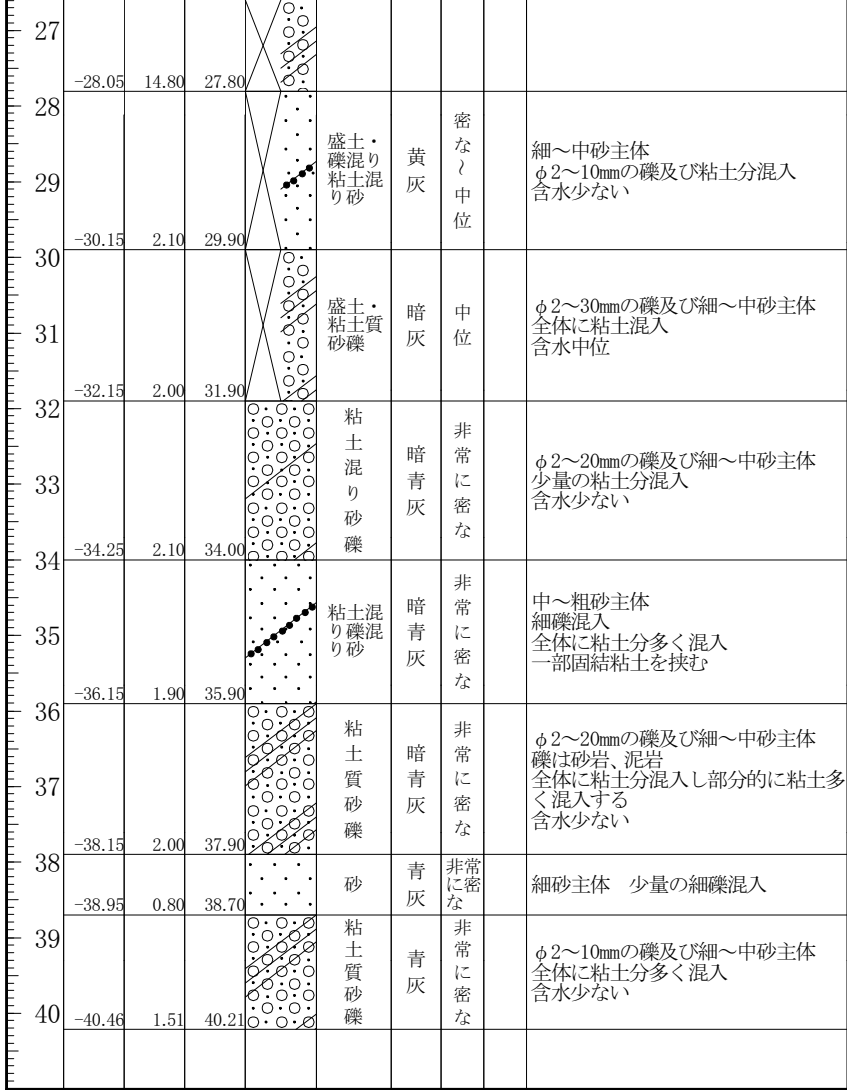 27
-28.05 14.80 27.80
28
29
-30.15 2.10 29.90
盛土・
礫混り
粘土混
り砂
黄灰
密な～中位
細～中砂主体
φ2～10mmの礫及び粘土分混入
含水少ない
30
31
-32.15 2.00 31.90
盛土・
粘土質
砂礫
暗灰
中位
φ2～30mmの礫及び細～中砂主体
全体に粘土混入
含水中位
32
33
-34.25 2.10 34.00
粘土混り砂礫
暗青灰
非常に密な
φ2～20mmの礫及び細～中砂主体
少量の粘土分混入
含水少ない
34
35
-36.15 1.90 35.90
粘土混
り礫混
り砂
暗青灰
非常に密な
中～粗砂主体
細礫混入
全体に粘土分多く混入
一部固結粘土を挟む
36
37
-38.15 2.00 37.90
粘土質砂礫
暗青灰
非常に密な
φ2～20mmの礫及び細～中砂主体
礫は砂岩、泥岩
全体に粘土分混入し部分的に粘土多
く混入する
含水少ない
38
-38.95 0.80 38.70
砂
青灰
非常
に密
な
細砂主体　少量の細礫混入
39
40
-40.46 1.51 40.21
粘土質砂礫
青灰
非常に密な
φ2～10mmの礫及び細～中砂主体
全体に粘土分多く混入
含水少ない